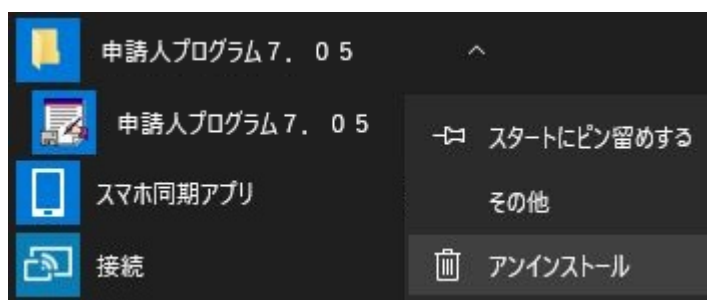 申請人プログラム7.05
申請人プログラム7.05
スマホ同期アプリ
接続
スタートにピン留めする
その他
アンインストール